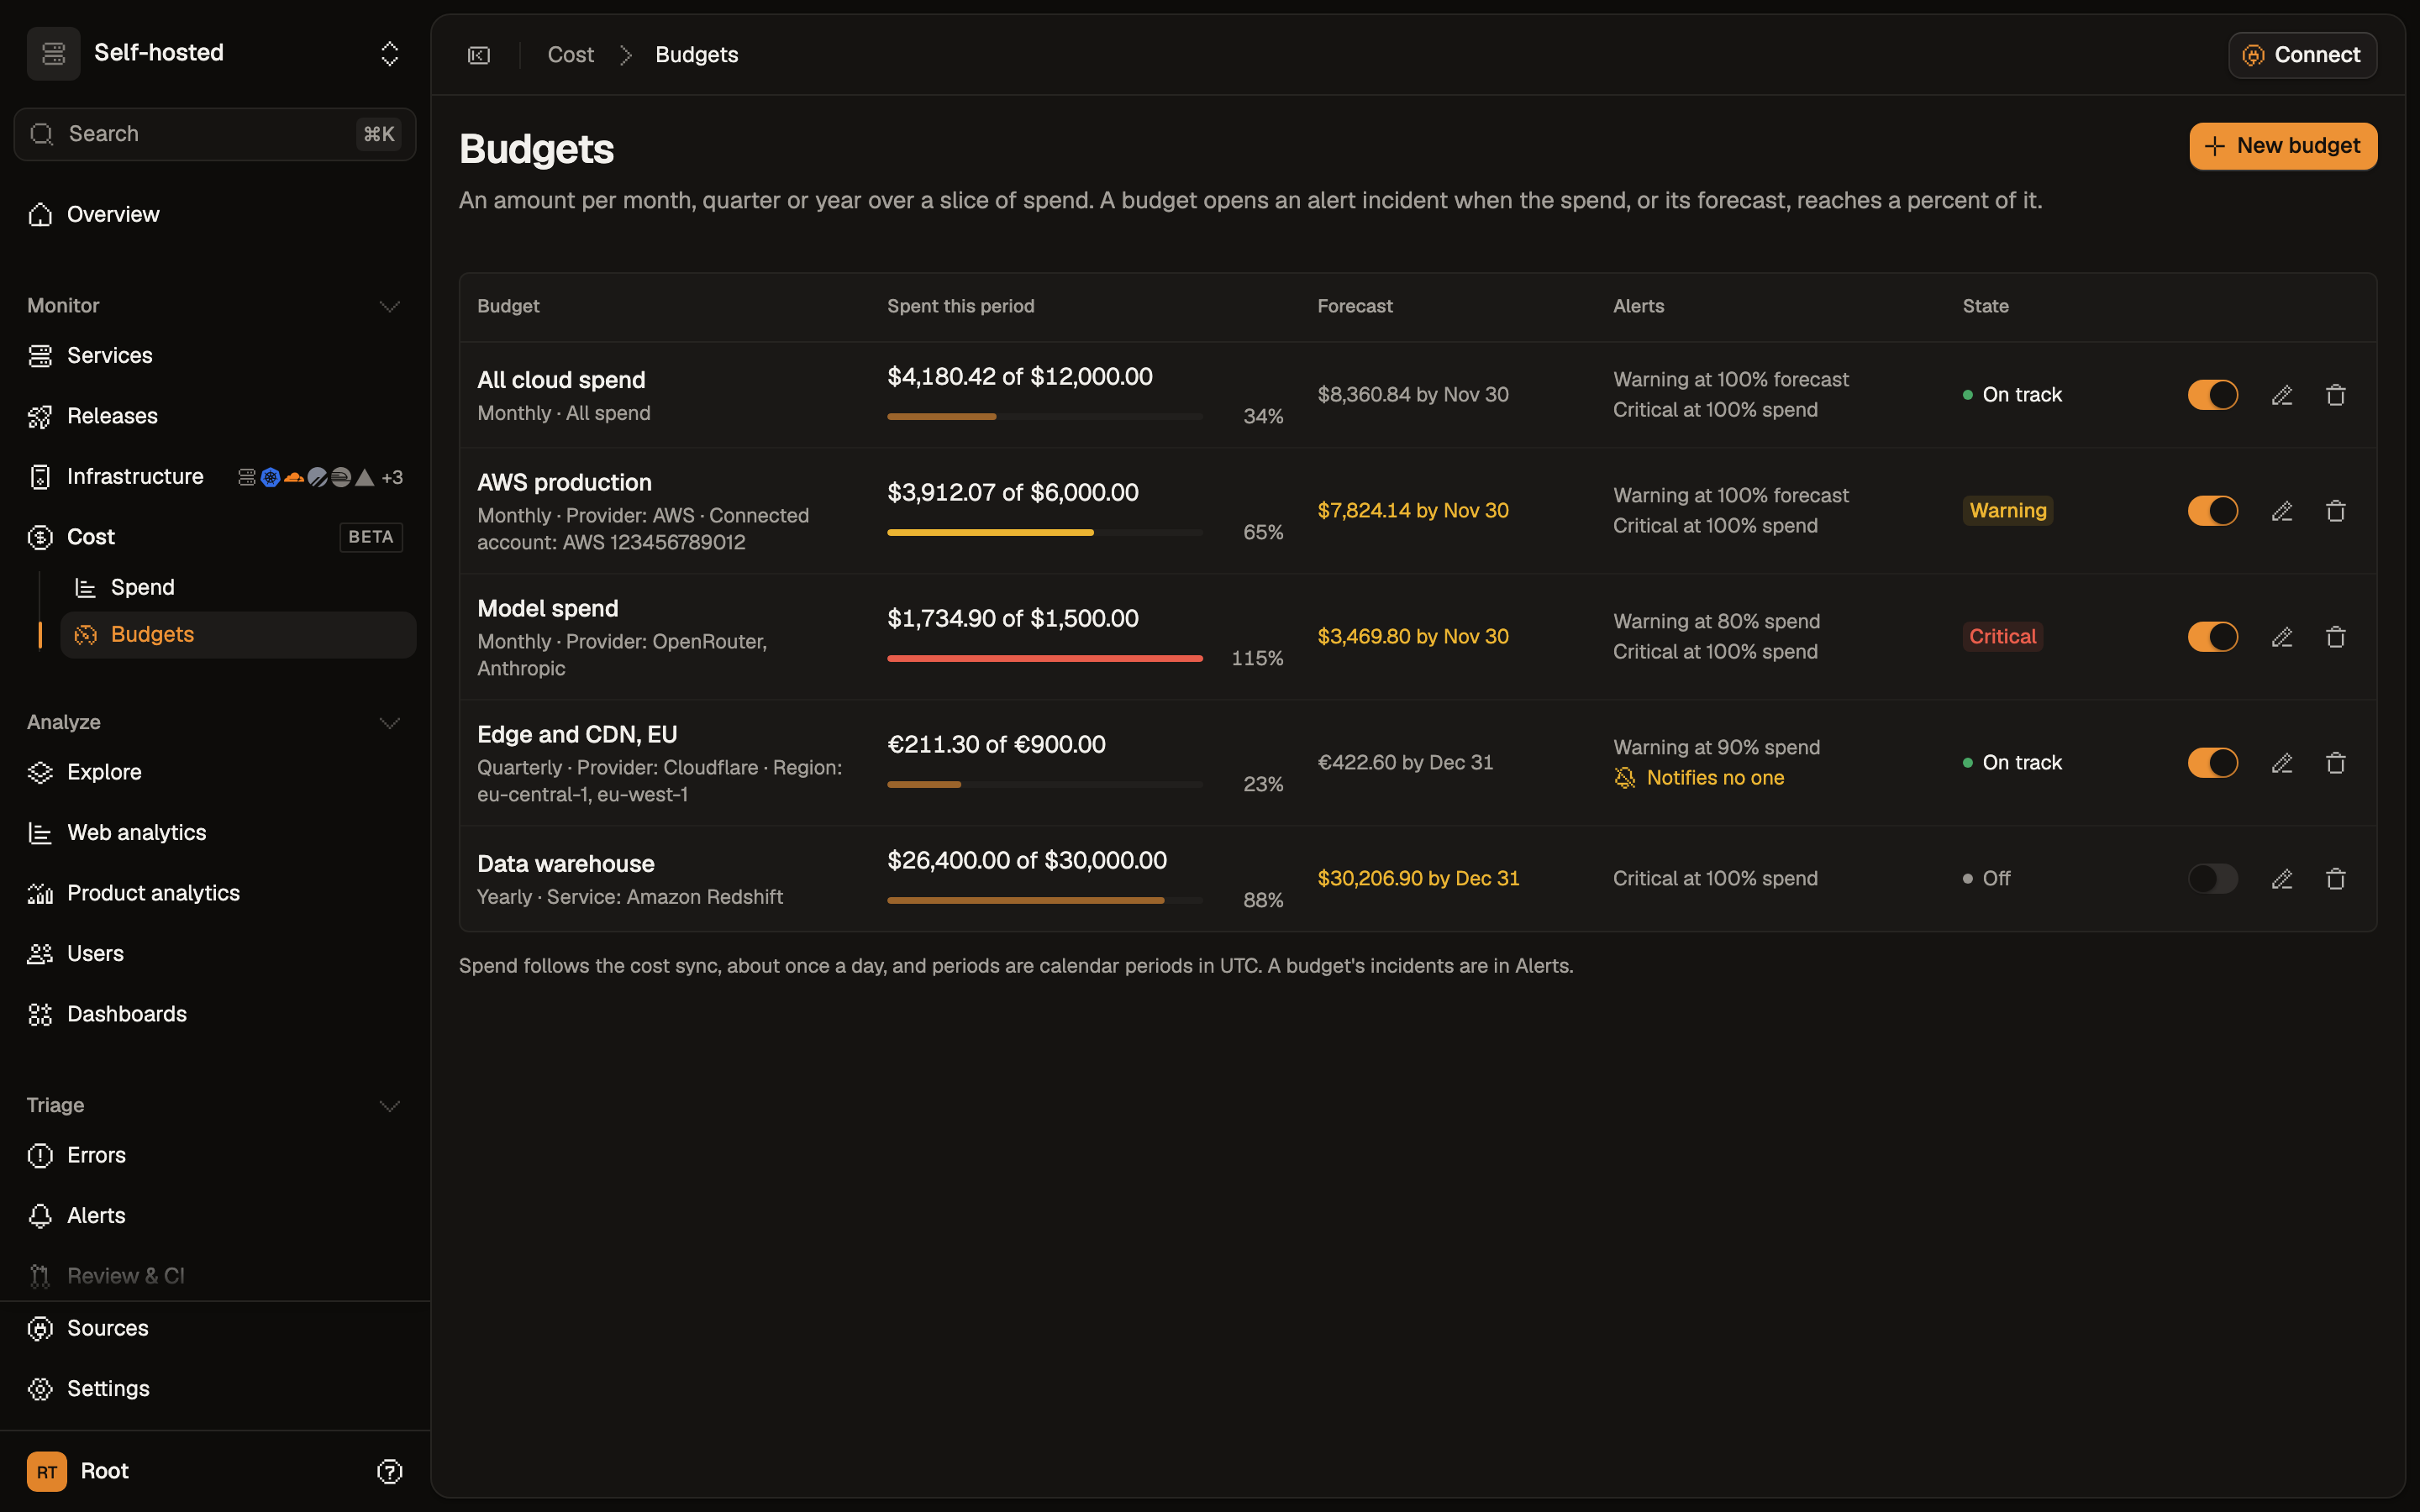 Self-hosted
Search ⌘K
Overview
Monitor
Services
Releases
Infrastructure +3
Cost BETA
Spend
Budgets
Analyze
Explore
Web analytics
Product analytics
Users
Dashboards
Triage
Errors
Alerts
Review & CI
Sources
Settings
RT Root
Cost Budgets
Connect
Budgets
New budget
An amount per month, quarter or year over a slice of spend. A budget opens an alert incident when the spend, or its forecast, reaches a percent of it.
Budget Spent this period Forecast Alerts State
All cloud spend
Monthly · All spend
$4,180.42 of $12,000.00
34%
$8,360.84 by Nov 30
Warning at 100% forecast
Critical at 100% spend
On track
AWS production
Monthly · Provider: AWS · Connected
account: AWS 123456789012
$3,912.07 of $6,000.00
65%
$7,824.14 by Nov 30
Warning at 100% forecast
Critical at 100% spend
Warning
Model spend
Monthly · Provider: OpenRouter,
Anthropic
$1,734.90 of $1,500.00
115%
$3,469.80 by Nov 30
Warning at 80% spend
Critical at 100% spend
Critical
Edge and CDN, EU
Quarterly · Provider: Cloudflare · Region:
eu-central-1, eu-west-1
€211.30 of €900.00
23%
€422.60 by Dec 31
Warning at 90% spend
Notifies no one
On track
Data warehouse
Yearly · Service: Amazon Redshift
$26,400.00 of $30,000.00
88%
$30,206.90 by Dec 31
Critical at 100% spend
Off
Spend follows the cost sync, about once a day, and periods are calendar periods in UTC. A budget's incidents are in Alerts.